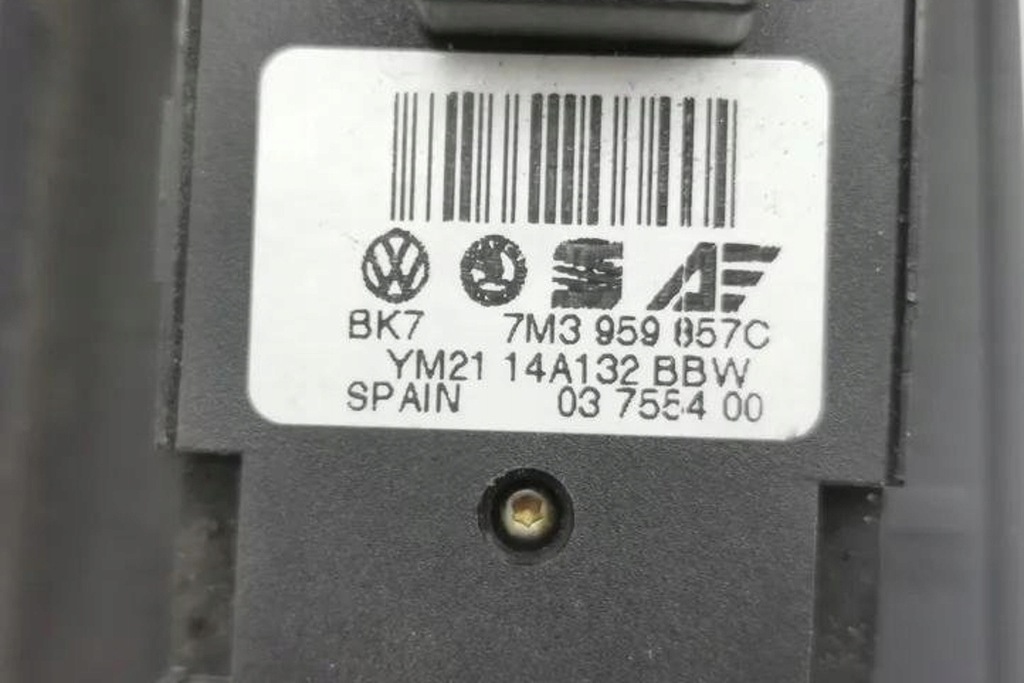 BK7 7M3 959 857C
YM21 14A132 BBW
SPAIN 03 7554 00